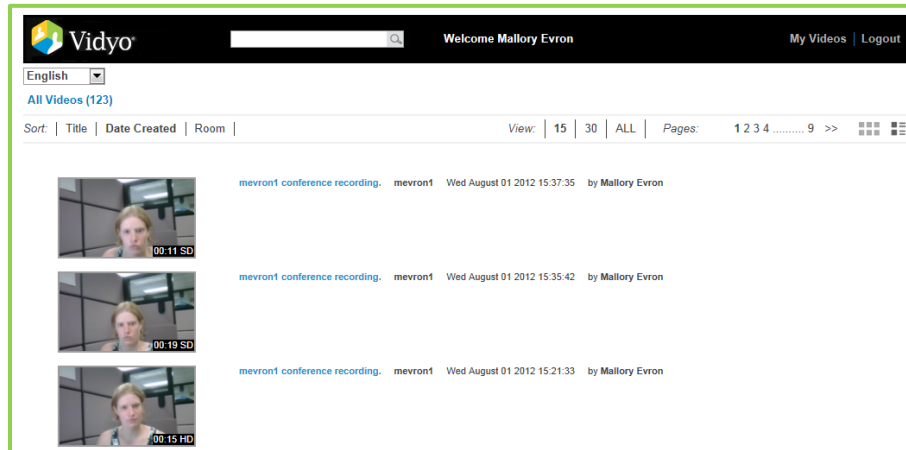 Vidyo Welcome Mallory Evron My Videos | Logout
English
All Videos (123)
Sort: | Title | Date Created | Room | View: | 15 | 30 | ALL | Pages: 1 2 3 4 .......... 9 >>
mevron1 conference recording. mevron1 Wed August 01 2012 15:37:35 by Mallory Evron
00:11 SD
mevron1 conference recording. mevron1 Wed August 01 2012 15:35:42 by Mallory Evron
00:19 SD
mevron1 conference recording. mevron1 Wed August 01 2012 15:21:33 by Mallory Evron
00:15 HD